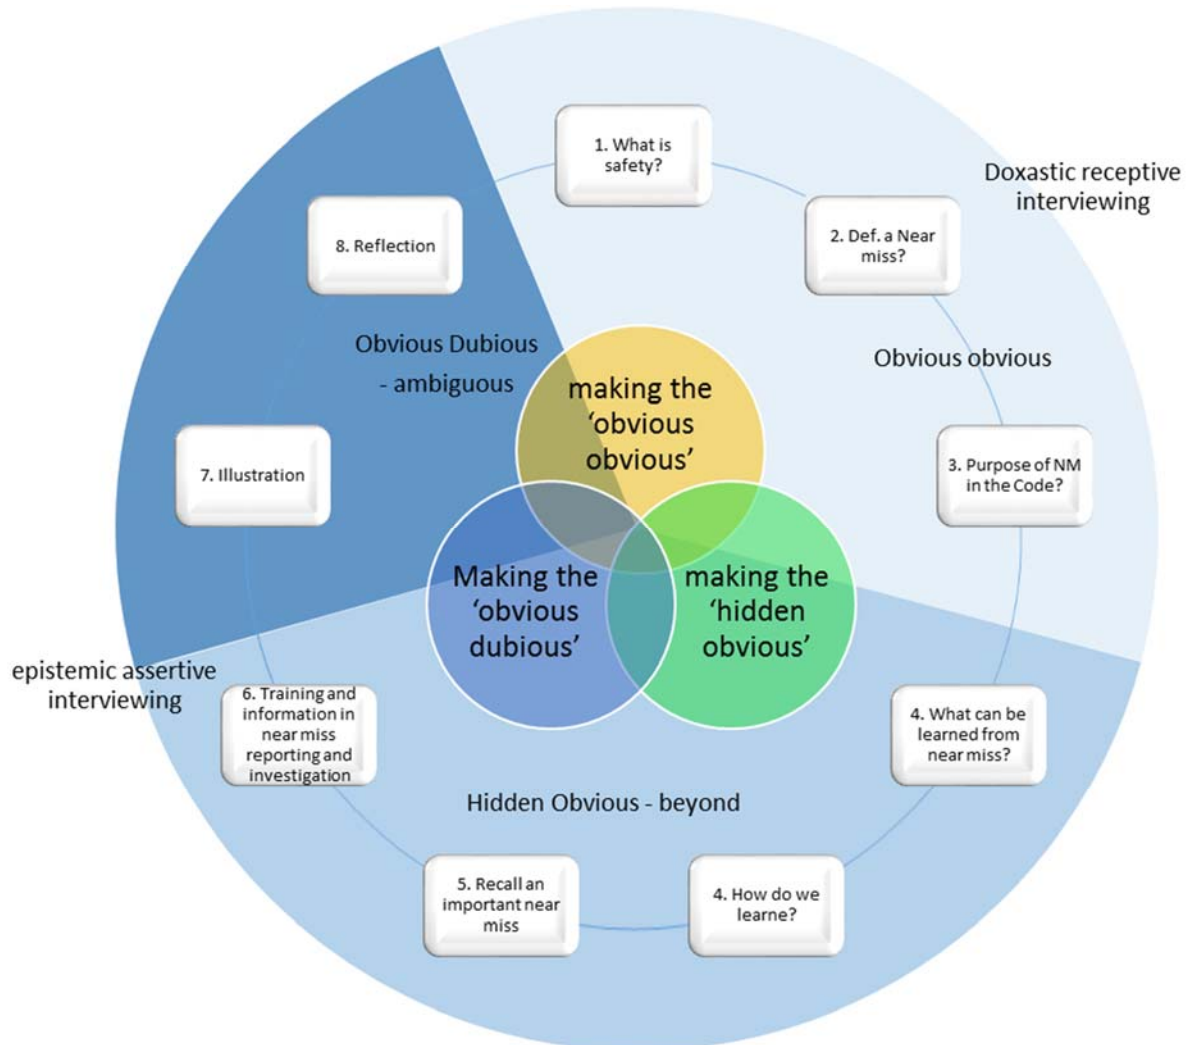 1. What is
safety?
Doxastic receptive
interviewing
2. Def. a Near
miss?
8. Reflection
Obvious Dubious
- ambiguous
Obvious obvious
making the
‘obvious
obvious’
3. Purpose of NM
in the Code?
7. Illustration
Making the
‘obvious
dubious’
making the
‘hidden
obvious’
epistemic assertive
interviewing
6. Training and
information in
near miss
reporting and
investigation
4. What can be
learned from
near miss?
Hidden Obvious - beyond
5. Recall an
important near
miss
4. How do we
learne?